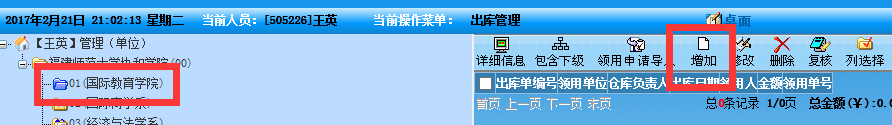 2017年2月21日 21:02:13 星期二 当前人员：[505226]王英 当前操作菜单： 出库管理 桌面
【王英】管理（单位）
福建师范大学协和学院(00)
01(国际教育学院)
02(国际商学系)
03(经济与法学系)
详细信息 包含下级 领用申请导入 增加 修改 删除 复核 列选择
出库单编号 领用单位 仓库负责人 出库日期 领用人 金额 领用单号
首页 上一页 下一页 末页 总0条记录 1/0页 总金额(￥):0.0